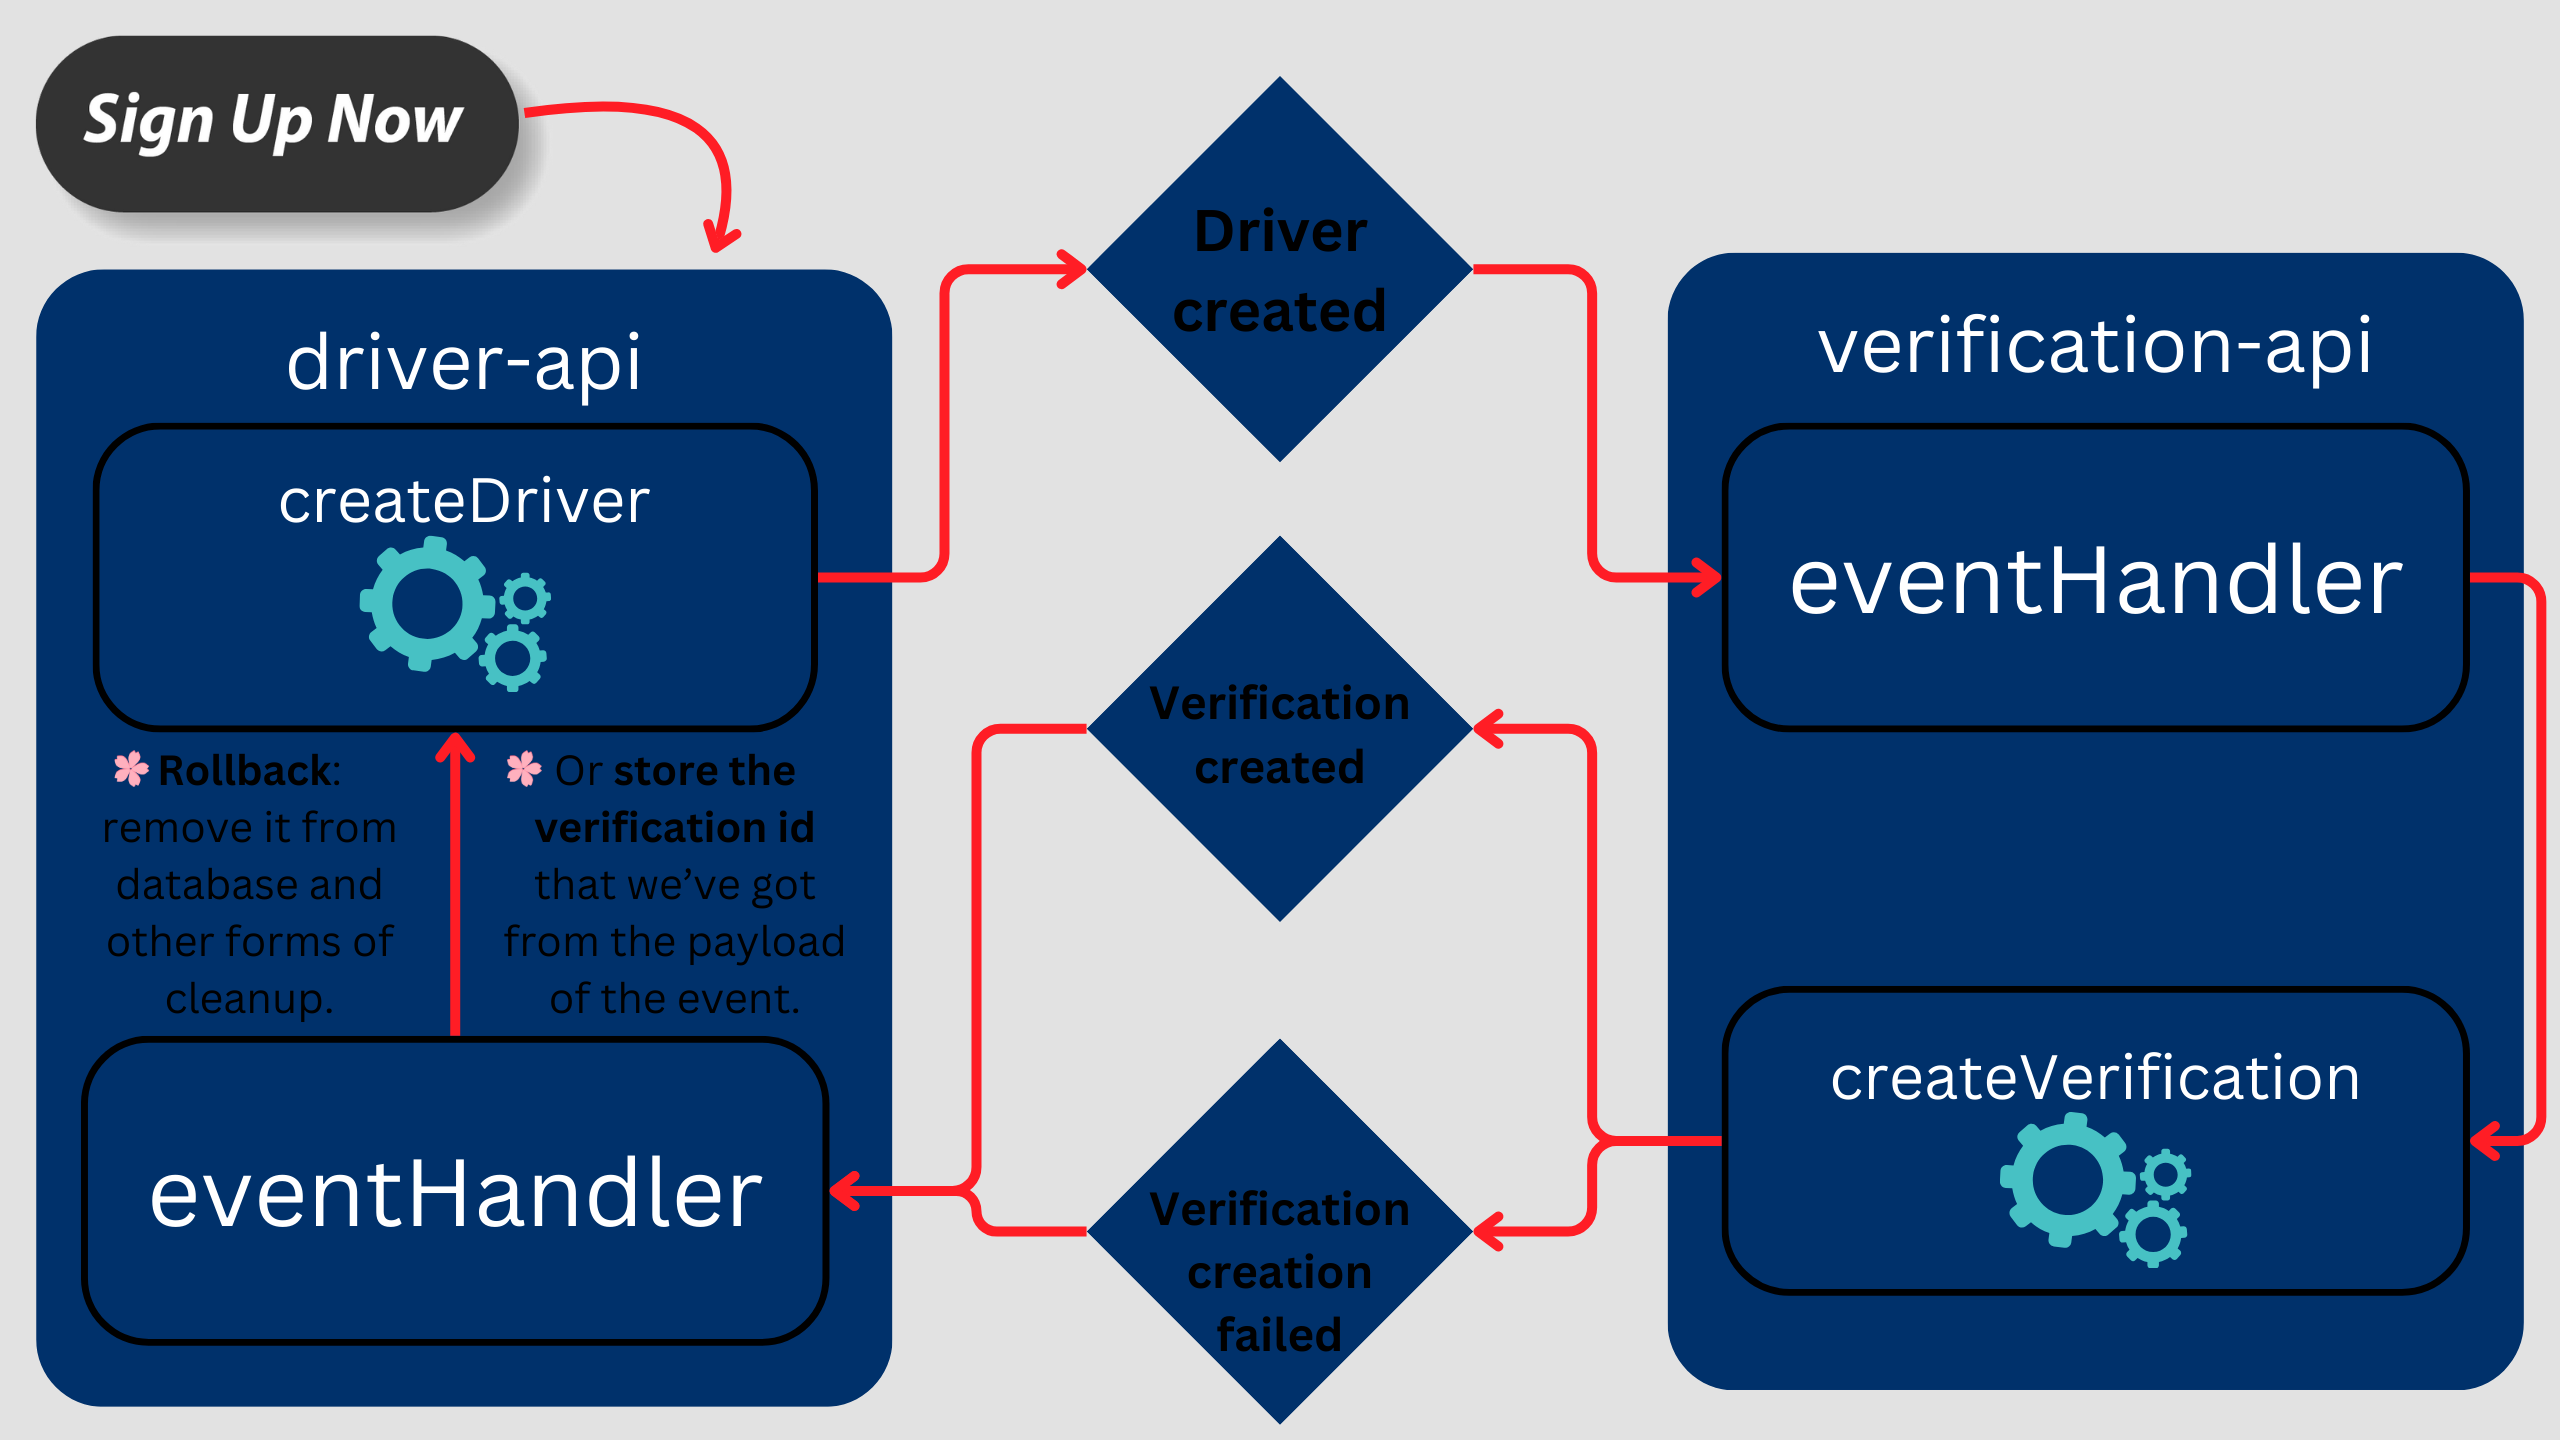 Sign Up Now
driver-api
createDriver
Rollback:
remove it from
database and
other forms of
cleanup.
Or store the
verification id
that we’ve got
from the payload
of the event.
eventHandler
Driver
created
Verification
created
Verification
creation
failed
verification-api
eventHandler
createVerification